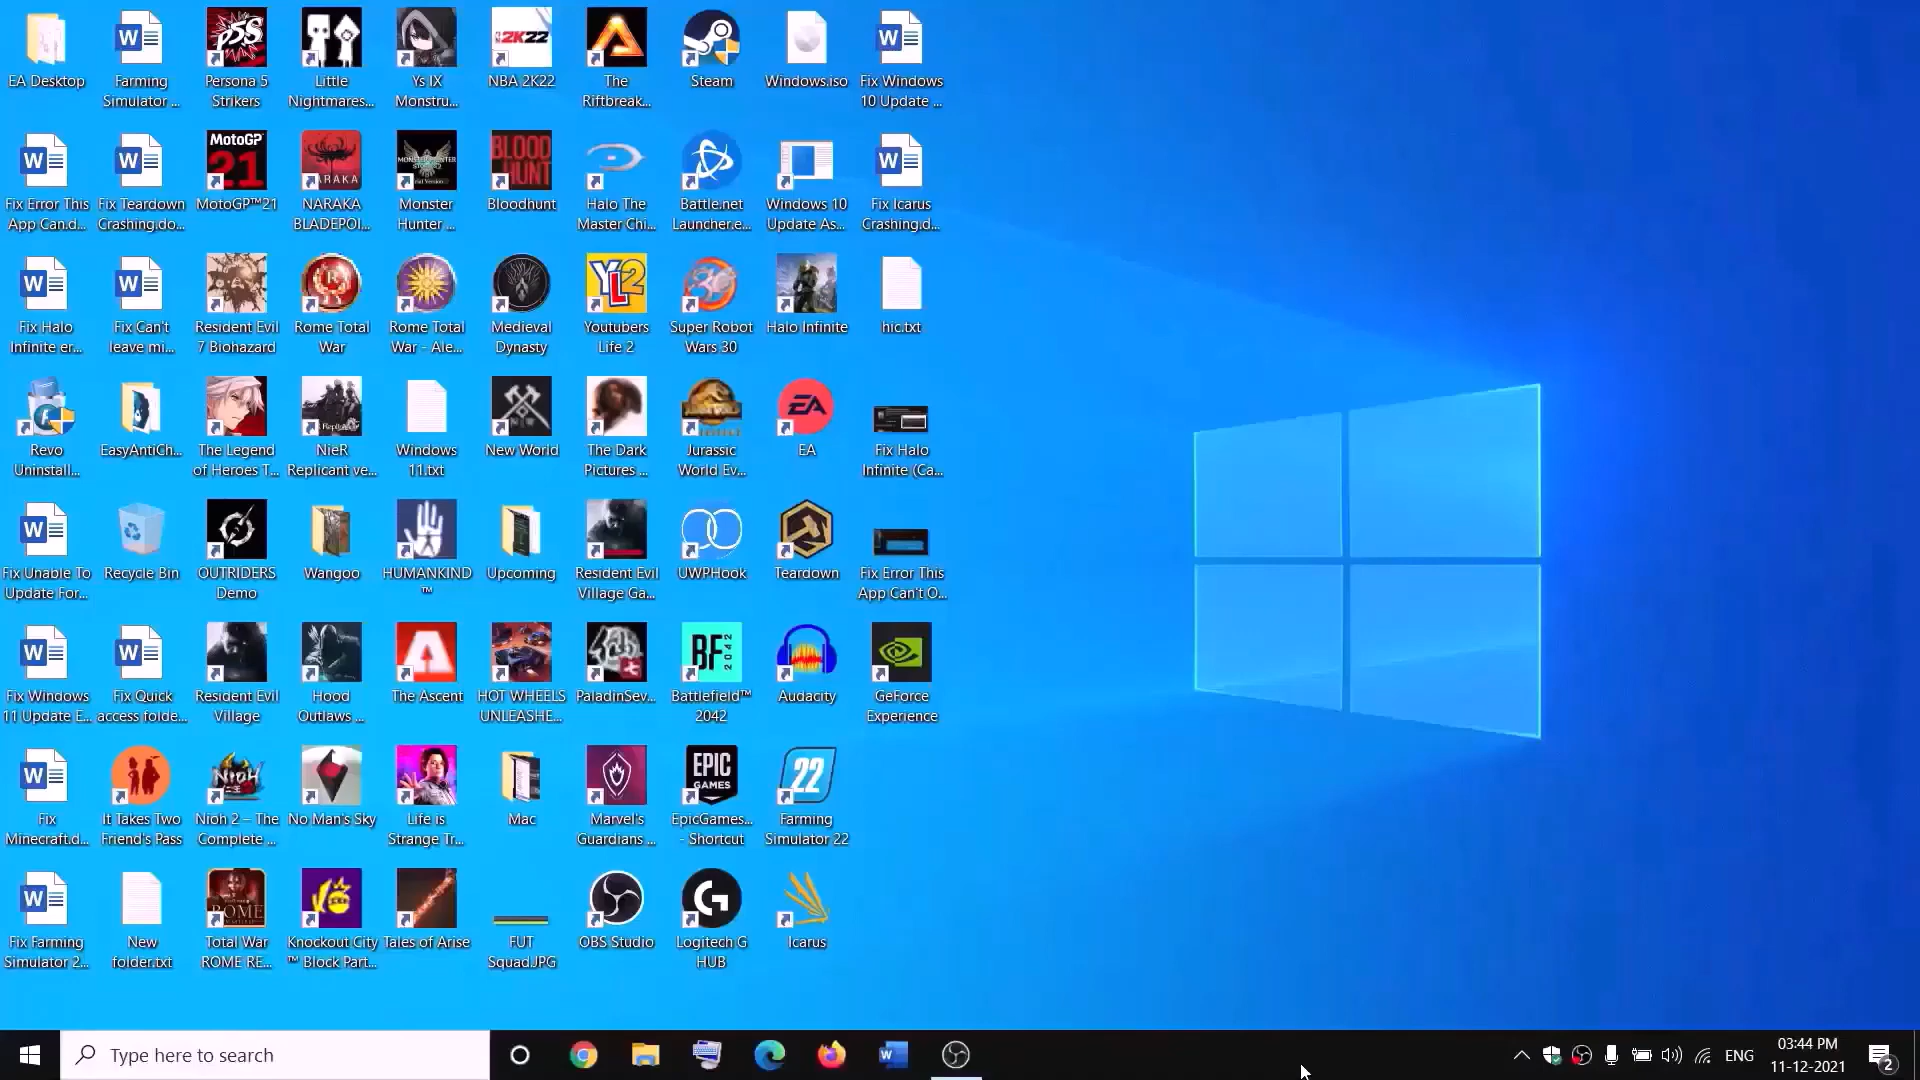 EA Desktop
Farming
Simulator ...
Persona 5
Strikers
Little
Nightmares...
Ys IX
Monstru...
NBA 2K22
The
Riftbreak...
Steam
Windows.iso
Fix Windows
10 Update ...
Fix Error This
App Can.d...
Fix Teardown
Crashing.do...
MotoGP™21
NARAKA
BLADEPOI...
Monster
Hunter ...
Bloodhunt
Halo The
Master Chi...
Battle.net
Launcher.e...
Windows 10
Update As...
Fix Icarus
Crashing.d...
Fix Halo
Infinite er...
Fix Can't
leave mi...
Resident Evil
7 Biohazard
Rome Total
War
Rome Total
War - Ale...
Medieval
Dynasty
Youtubers
Life 2
Super Robot
Wars 30
Halo Infinite
hic.txt
Revo
Uninstall...
EasyAntiCh...
The Legend
of Heroes T...
NieR
Replicant ve...
Windows
11.txt
New World
The Dark
Pictures ...
Jurassic
World Ev...
EA
Fix Halo
Infinite (Ca...
Fix Unable To
Update For...
Recycle Bin
OUTRIDERS
Demo
Wangoo
HUMANKIND
™
Upcoming
Resident Evil
Village Ga...
UWPHook
Teardown
Fix Error This
App Can't O...
Fix Windows
11 Update E...
Fix Quick
access folde...
Resident Evil
Village
Hood
Outlaws ...
The Ascent
HOT WHEELS
UNLEASHE...
PaladinSev...
Battlefield™
2042
Audacity
GeForce
Experience
Fix
Minecraft.d...
It Takes Two
Friend's Pass
Nioh 2 – The
Complete ...
No Man's Sky
Life is
Strange Tr...
Mac
Marvel's
Guardians ...
EpicGames...
- Shortcut
Farming
Simulator 22
Fix Farming
Simulator 2...
New
folder.txt
Total War
ROME RE...
Knockout City
™ Block Part...
Tales of Arise
FUT
Squad.JPG
OBS Studio
Logitech G
HUB
Icarus
Type here to search
ENG
03:44 PM
11-12-2021
2